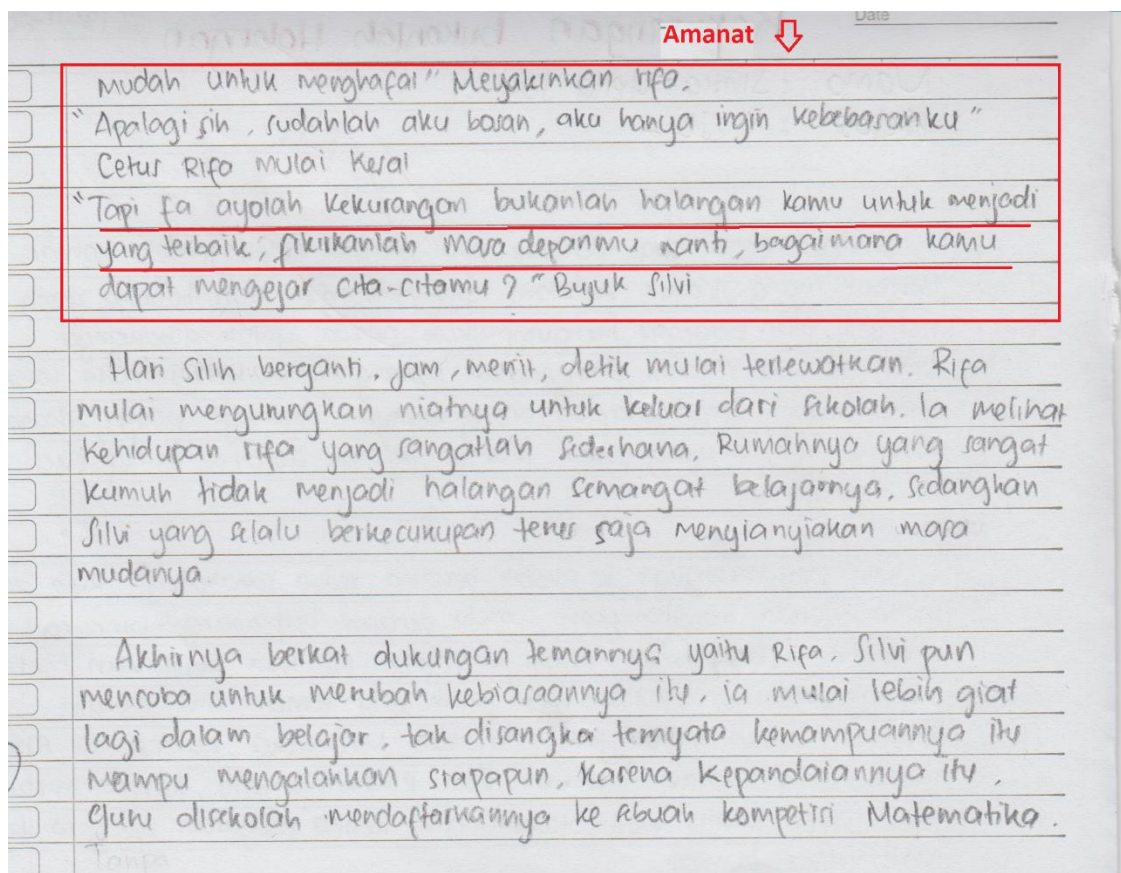 Date
Amanat
mudah untuk menghafal" Meyakinkan rifa.
"Apalagi sih, sudahlah aku bosan, aku hanya ingin kebebasanku"
Cetus Rifa mulai kesal
"Tapi fa ayolah kekurangan bukanlah halangan kamu untuk menjadi
yang terbaik, fikirkanlah masa depanmu nanti, bagaimana kamu
dapat mengejar cita-citamu?" Bujuk Silvi
Hari silih berganti, jam, menit, detik mulai terlewatkan. Rifa
mulai mengurungkan niatnya untuk keluar dari sekolah. Ia melihat
kehidupan rifa yang sangatlah sederhana, Rumahnya yang sangat
kumuh tidak menjadi halangan semangat belajarnya, sedangkan
Silvi yang selalu berkecukupan terus saja menyianyiakan masa
mudanya
Akhirnya berkat dukungan temannya yaitu Rifa, Silvi pun
mencoba untuk merubah kebiasaannya itu, ia mulai lebih giat
lagi dalam belajar, tak disangka ternyata kemampuannya itu
mampu mengalahkan siapapun, karena kepandaiannya itu,
guru disekolah mendaftarkannya ke sebuah kompetisi Matematika.